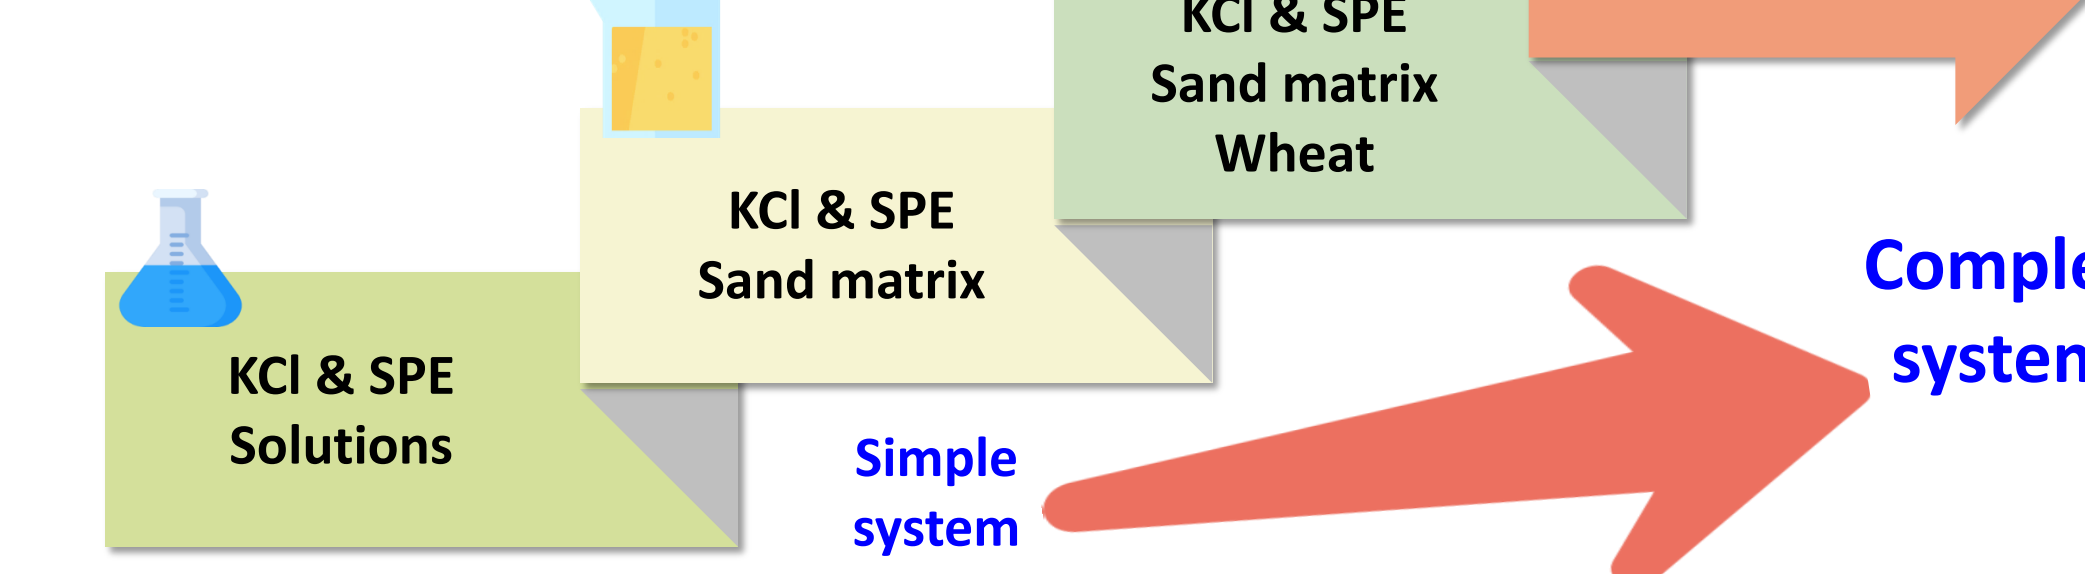 KCl & SPE
Sand matrix
Wheat
KCl & SPE
Sand matrix
KCl & SPE
Solutions
Simple
system